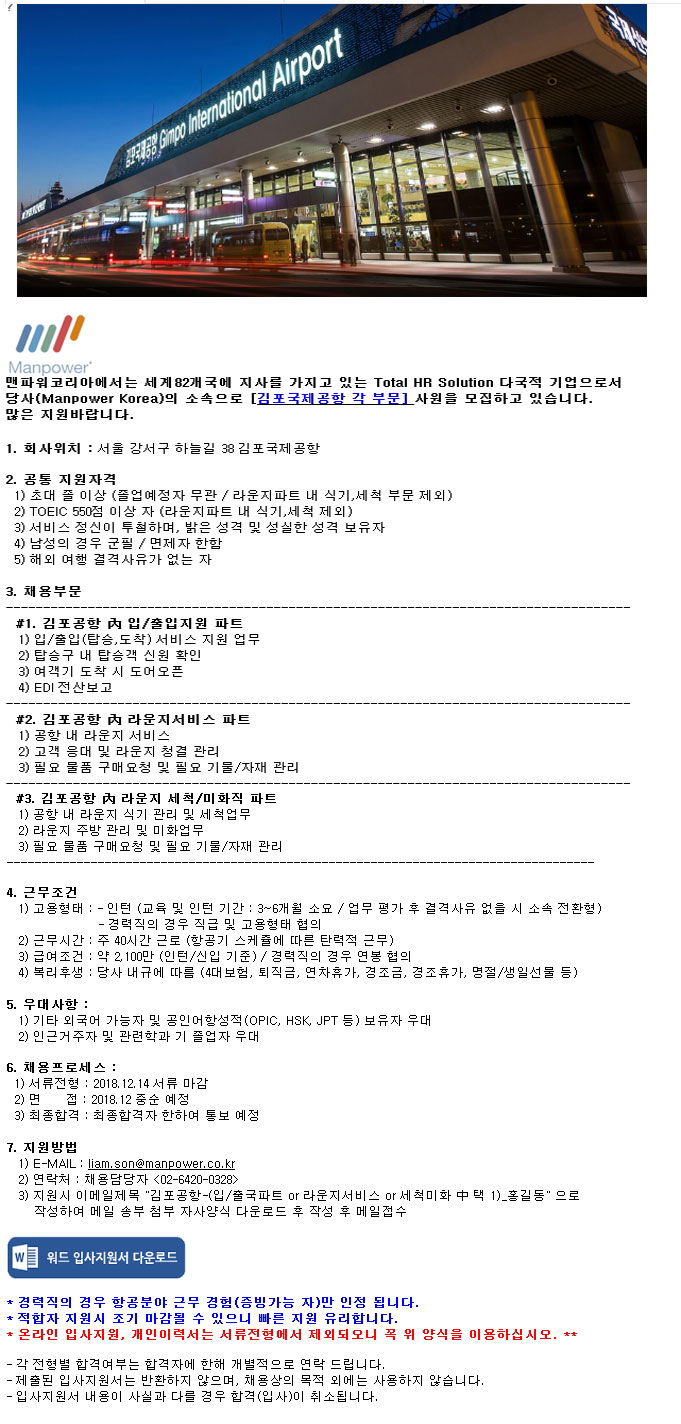 국제선
김포국제공항 Gimpo International Airport
Manpower
맨파워코리아에서는 세계82개국에 지사를 가지고 있는 Total HR Solution 다국적 기업으로서
당사(Manpower Korea)의 소속으로 [김포국제공항 각 부문] 사원을 모집하고 있습니다.
많은 지원바랍니다.
1. 회사위치 : 서울 강서구 하늘길 38 김포국제공항
2. 공통 지원자격
1) 초대 졸 이상 (졸업예정자 무관 / 라운지파트 내 식기,세척 부문 제외)
2) TOEIC 550점 이상 자 (라운지파트 내 식기,세척 제외)
3) 서비스 정신이 투철하며, 밝은 성격 및 성실한 성격 보유자
4) 남성의 경우 군필 / 면제자 한함
5) 해외 여행 결격사유가 없는 자
3. 채용부문
#1. 김포공항 內 입/출입지원 파트
1) 입/출입(탑승,도착) 서비스 지원 업무
2) 탑승구 내 탑승객 신원 확인
3) 여객기 도착 시 도어오픈
4) EDI 전산보고
#2. 김포공항 內 라운지서비스 파트
1) 공항 내 라운지 서비스
2) 고객 응대 및 라운지 청결 관리
3) 필요 물품 구매요청 및 필요 기물/자재 관리
#3. 김포공항 內 라운지 세척/미화직 파트
1) 공항 내 라운지 식기 관리 및 세척업무
2) 라운지 주방 관리 및 미화업무
3) 필요 물품 구매요청 및 필요 기물/자재 관리
4. 근무조건
1) 고용형태 : - 인턴 (교육 및 인턴 기간 : 3~6개월 소요 / 업무 평가 후 결격사유 없을 시 소속 전환형)
- 경력직의 경우 직급 및 고용형태 협의
2) 근무시간 : 주 40시간 근로 (항공기 스케쥴에 따른 탄력적 근무)
3) 급여조건 : 약 2,100만 (인턴/신입 기준) / 경력직의 경우 연봉 협의
4) 복리후생 : 당사 내규에 따름 (4대보험, 퇴직금, 연차휴가, 경조금, 경조휴가, 명절/생일선물 등)
5. 우대사항 :
1) 기타 외국어 가능자 및 공인어항성적(OPIC, HSK, JPT 등) 보유자 우대
2) 인근거주자 및 관련학과 기 졸업자 우대
6. 채용프로세스 :
1) 서류전형 : 2018.12.14 서류 마감
2) 면 접 : 2018.12 중순 예정
3) 최종합격 : 최종합격자 한하여 통보 예정
7. 지원방법
1) E-MAIL : liam.son@manpower.co.kr
2) 연락처 : 채용담당자 <02-6420-0328>
3) 지원시 이메일제목 "김포공항-(입/출국파트 or 라운지서비스 or 세척미화 中 택 1)_홍길동" 으로
작성하여 메일 송부 첨부 자사양식 다운로드 후 작성 후 메일접수
W 워드 입사지원서 다운로드
* 경력직의 경우 항공분야 근무 경험(증빙가능 자)만 인정 됩니다.
* 적합자 지원시 조기 마감될 수 있으니 빠른 지원 유리합니다.
* 온라인 입사지원, 개인이력서는 서류전형에서 제외되오니 꼭 위 양식을 이용하십시오. **
- 각 전형별 합격여부는 합격자에 한해 개별적으로 연락 드립니다.
- 제출된 입사지원서는 반환하지 않으며, 채용상의 목적 외에는 사용하지 않습니다.
- 입사지원서 내용이 사실과 다를 경우 합격(입사)이 취소됩니다.